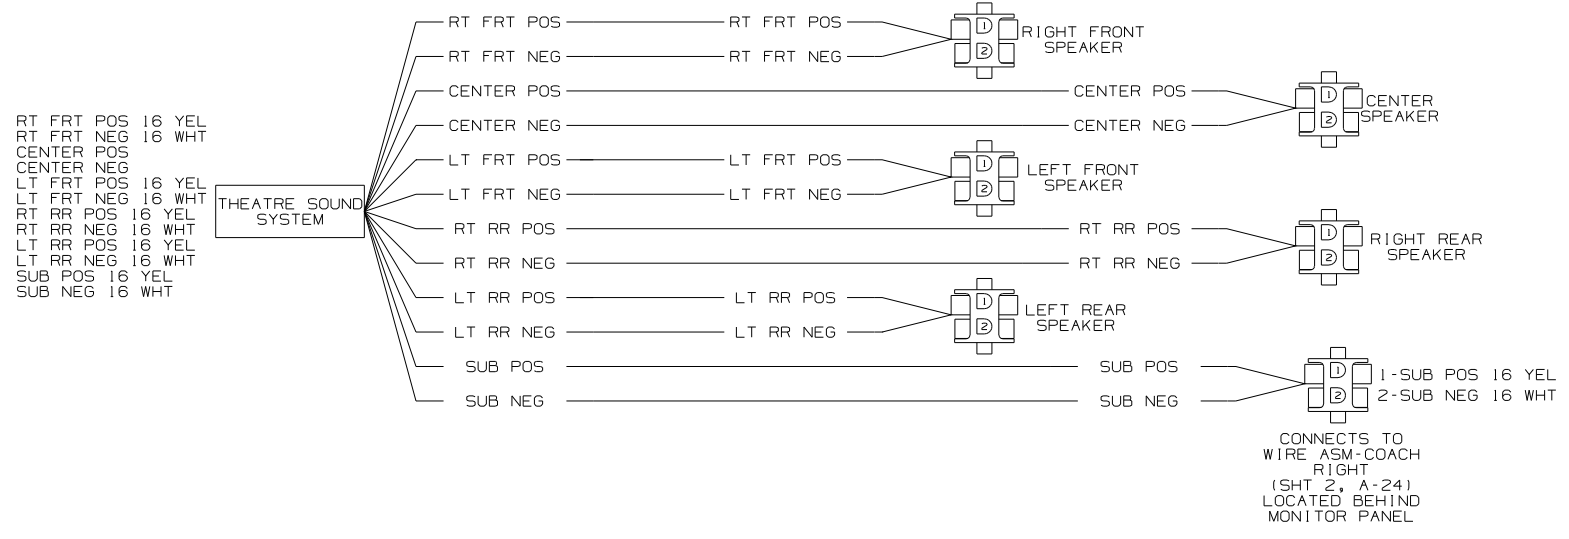 RT FRT POS 16 YEL
RT FRT NEG 16 WHT
CENTER POS
CENTER NEG
LT FRT POS 16 YEL
LT FRT NEG 16 WHT
RT RR POS 16 YEL
RT RR NEG 16 WHT
LT RR POS 16 YEL
LT RR NEG 16 WHT
SUB POS 16 YEL
SUB NEG 16 WHT
THEATRE SOUND
SYSTEM
RT FRT POS RT FRT POS 1
RT FRT NEG RT FRT NEG 2
RIGHT FRONT
SPEAKER
CENTER POS CENTER POS 1
CENTER NEG CENTER NEG 2
CENTER
SPEAKER
LT FRT POS LT FRT POS 1
LT FRT NEG LT FRT NEG 2
LEFT FRONT
SPEAKER
RT RR POS RT RR POS 1
RT RR NEG RT RR NEG 2
RIGHT REAR
SPEAKER
LT RR POS LT RR POS 1
LT RR NEG LT RR NEG 2
LEFT REAR
SPEAKER
SUB POS SUB POS 1 1-SUB POS 16 YEL
SUB NEG SUB NEG 2 2-SUB NEG 16 WHT
CONNECTS TO
WIRE ASM-COACH
RIGHT
(SHT 2, A-24)
LOCATED BEHIND
MONITOR PANEL